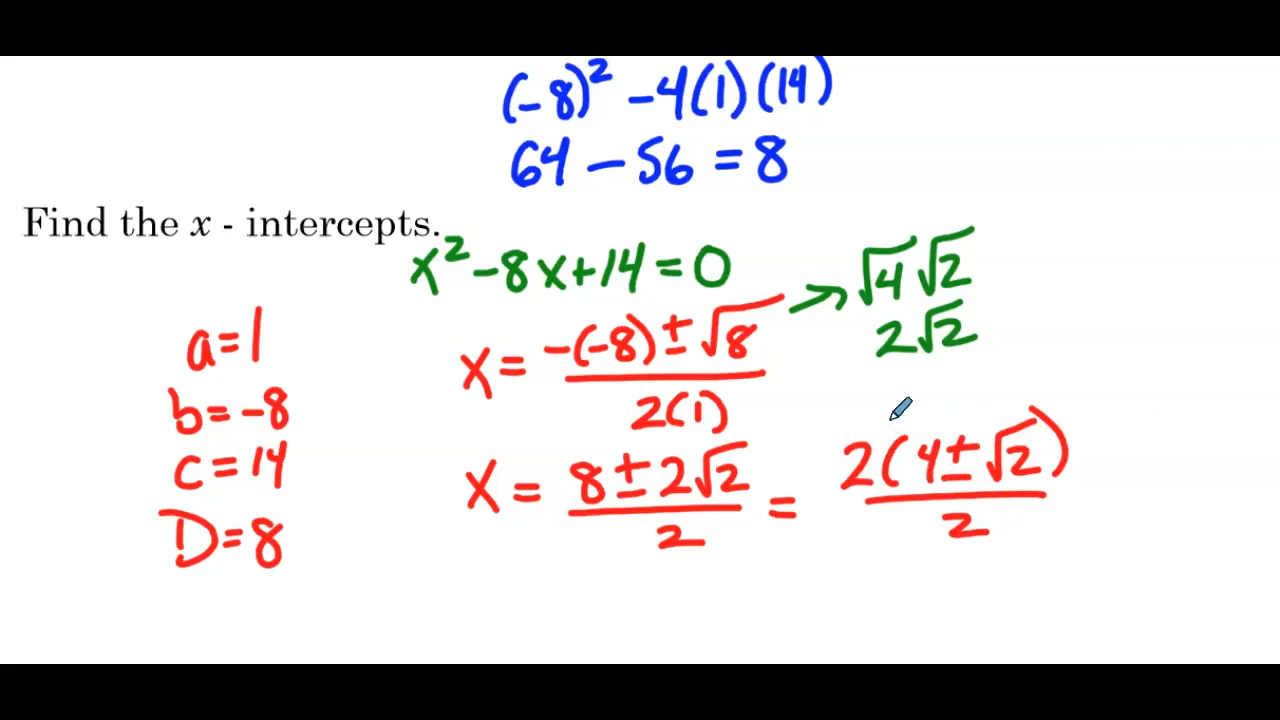 (-8)² - 4(1)(14)
64 - 56 = 8
Find the x - intercepts.
x² - 8x + 14 = 0
a = 1
b = -8
c = 14
D = 8
x = (-(-8) ± √8) / 2(1)
→ √4 √2
2√2
x = (8 ± 2√2) / 2 = 2(4 ± √2) / 2